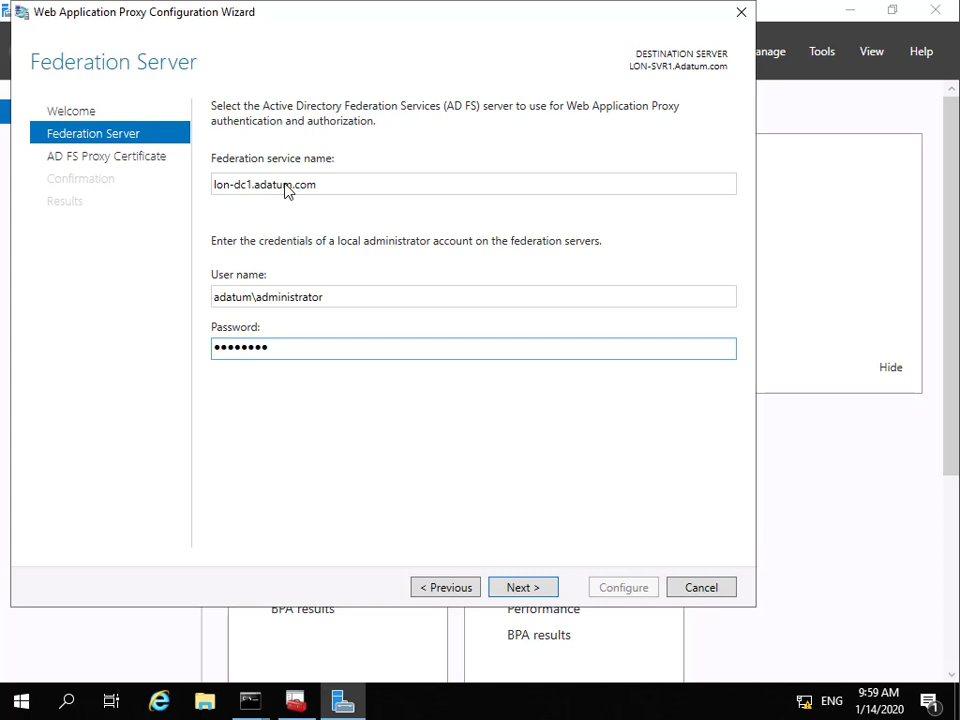 Web Application Proxy Configuration Wizard
anage
Tools
View
Help
Federation Server
DESTINATION SERVER
LON-SVR1.Adatum.com
Welcome
Federation Server
AD FS Proxy Certificate
Confirmation
Results
Select the Active Directory Federation Services (AD FS) server to use for Web Application Proxy
authentication and authorization.
Federation service name:
lon-dc1.adatum.com
Enter the credentials of a local administrator account on the federation servers.
User name:
adatum\administrator
Password:
••••••••
Hide
< Previous
Next >
Configure
Cancel
BPA results
Performance
BPA results
ENG
9:59 AM
1/14/2020
1